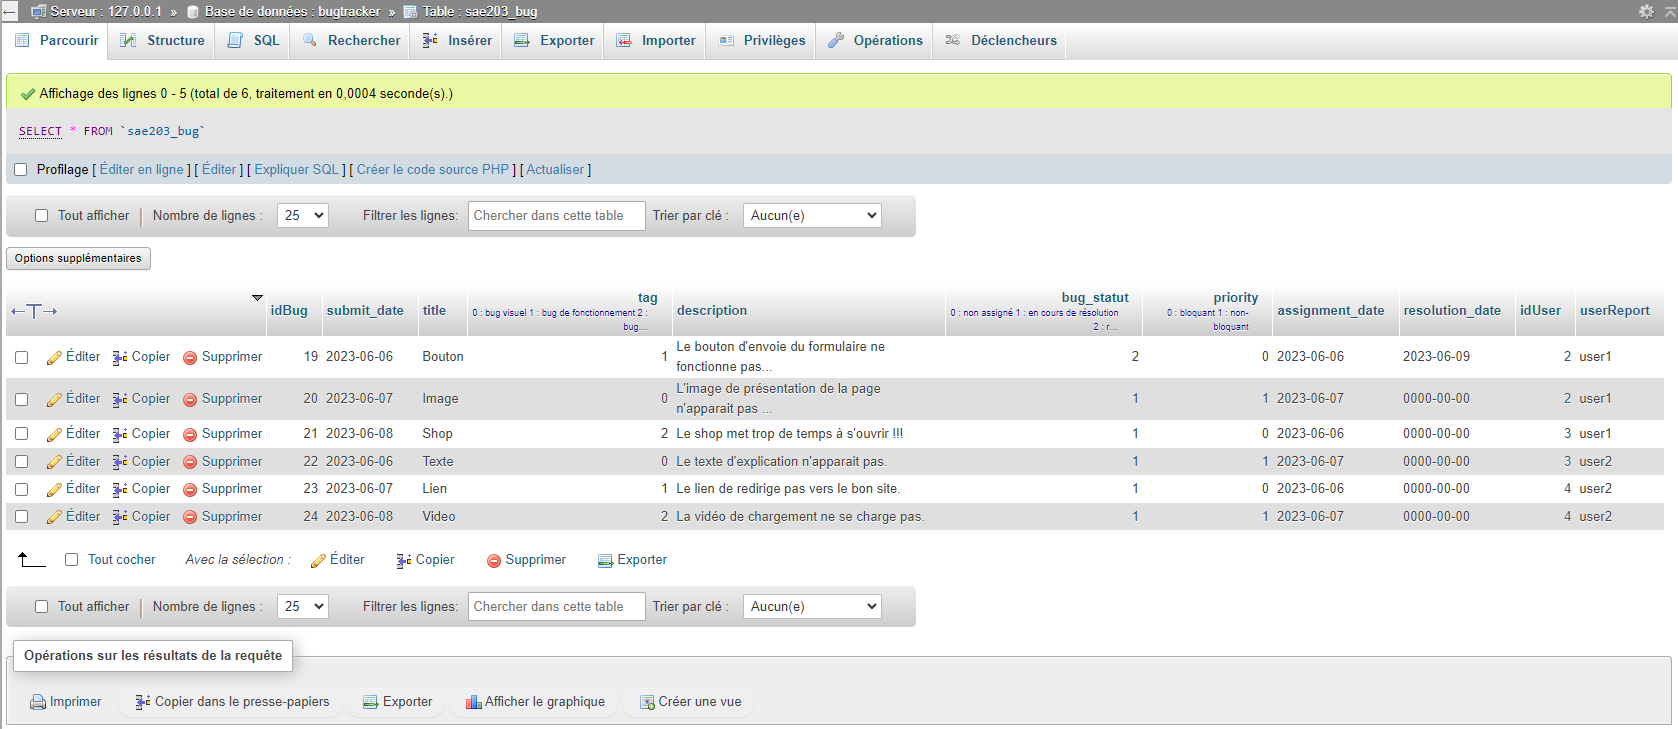 Serveur : 127.0.0.1 » Base de données : bugtracker » Table : sae203_bug
Parcourir Structure SQL Rechercher Insérer Exporter Importer Privilèges Opérations Déclencheurs
Affichage des lignes 0 - 5 (total de 6, traitement en 0,0004 seconde(s).)
SELECT * FROM `sae203_bug`
Profilage [ Éditer en ligne ] [ Éditer ] [ Expliquer SQL ] [ Créer le code source PHP ] [ Actualiser ]
Tout afficher Nombre de lignes : 25 Filtrer les lignes: Chercher dans cette table Trier par clé : Aucun(e)
Options supplémentaires
idBug submit_date title tag 0 : bug visuel 1 : bug de fonctionnement 2 : bug... description bug_statut 0 : non assigné 1 : en cours de résolution 2 : r... priority 0 : bloquant 1 : non-bloquant assignment_date resolution_date idUser userReport
Éditer Copier Supprimer 19 2023-06-06 Bouton 1 Le bouton d'envoie du formulaire ne fonctionne pas... 2 0 2023-06-06 2023-06-09 2 user1
Éditer Copier Supprimer 20 2023-06-07 Image 0 L'image de présentation de la page n'apparait pas ... 1 1 2023-06-07 0000-00-00 2 user1
Éditer Copier Supprimer 21 2023-06-08 Shop 2 Le shop met trop de temps à s'ouvrir !!! 1 0 2023-06-06 0000-00-00 3 user1
Éditer Copier Supprimer 22 2023-06-06 Texte 0 Le texte d'explication n'apparait pas. 1 1 2023-06-07 0000-00-00 3 user2
Éditer Copier Supprimer 23 2023-06-07 Lien 1 Le lien de redirige pas vers le bon site. 1 0 2023-06-06 0000-00-00 4 user2
Éditer Copier Supprimer 24 2023-06-08 Video 2 La vidéo de chargement ne se charge pas. 1 1 2023-06-07 0000-00-00 4 user2
Tout cocher Avec la sélection : Éditer Copier Supprimer Exporter
Tout afficher Nombre de lignes : 25 Filtrer les lignes: Chercher dans cette table Trier par clé : Aucun(e)
Opérations sur les résultats de la requête
Imprimer Copier dans le presse-papiers Exporter Afficher le graphique Créer une vue